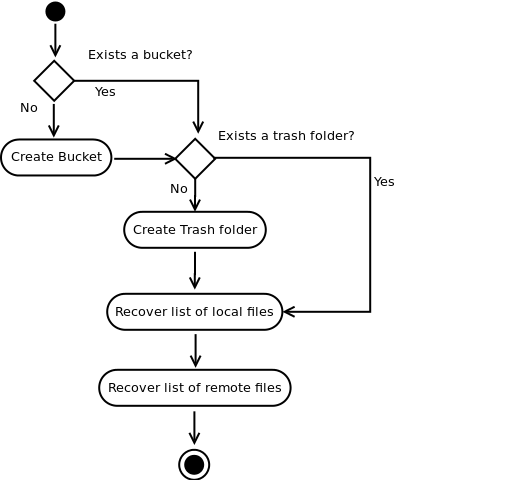 Exists a bucket?
Yes
No
Create Bucket
Exists a trash folder?
Yes
No
Create Trash folder
Recover list of local files
Recover list of remote files